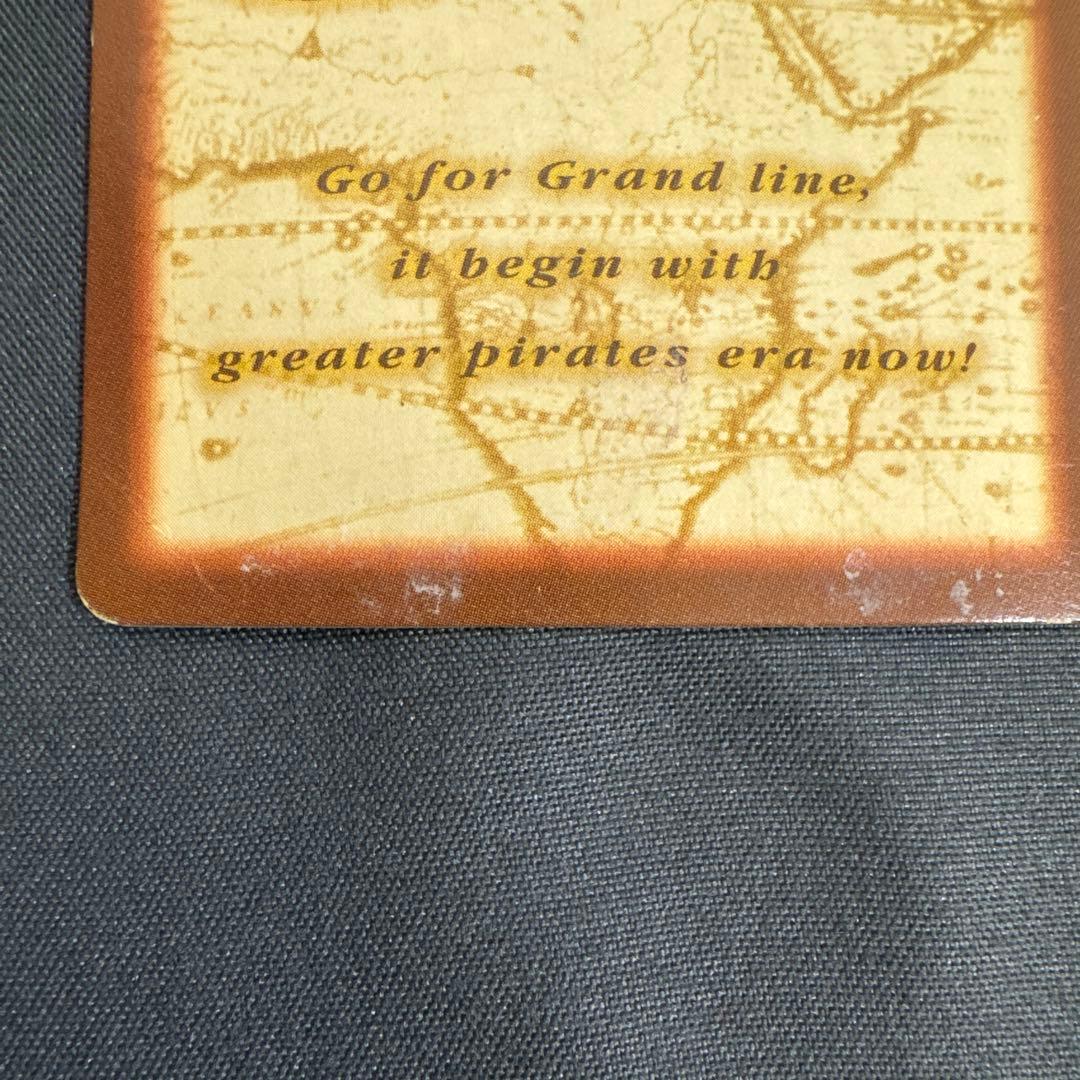 Go for Grand line,
it begin with
greater pirates era now!